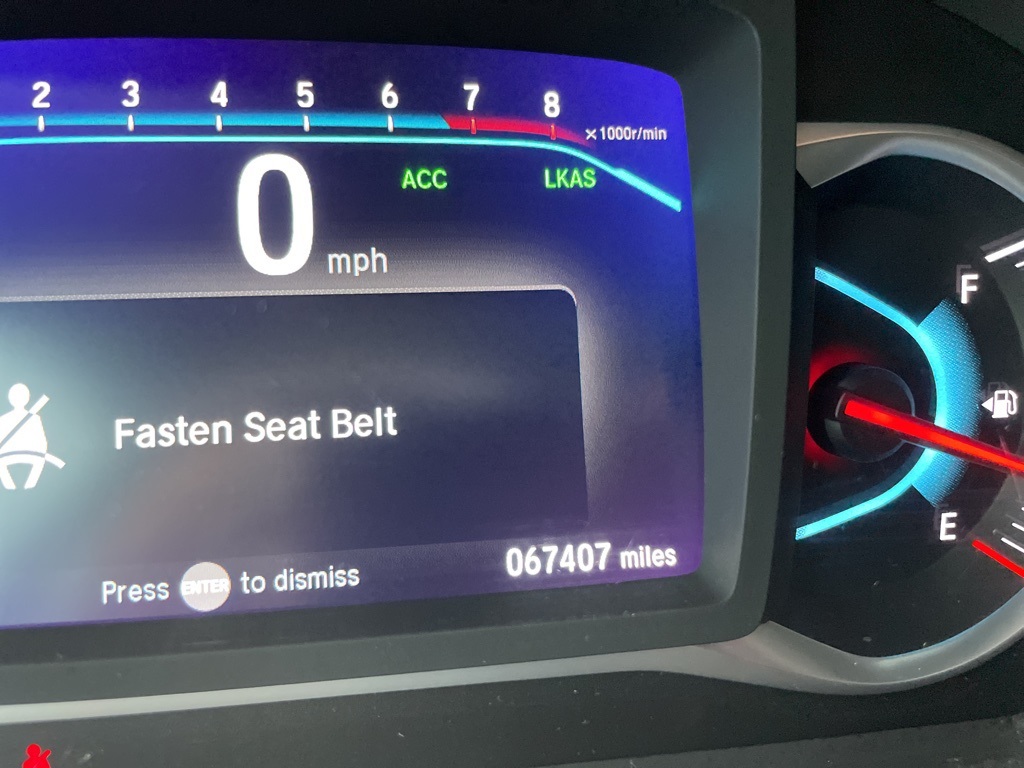 2 3 4 5 6 7 8
×1000r/min
ACC LKAS
0 mph
F
Fasten Seat Belt
E
067407 miles
Press ENTER to dismiss